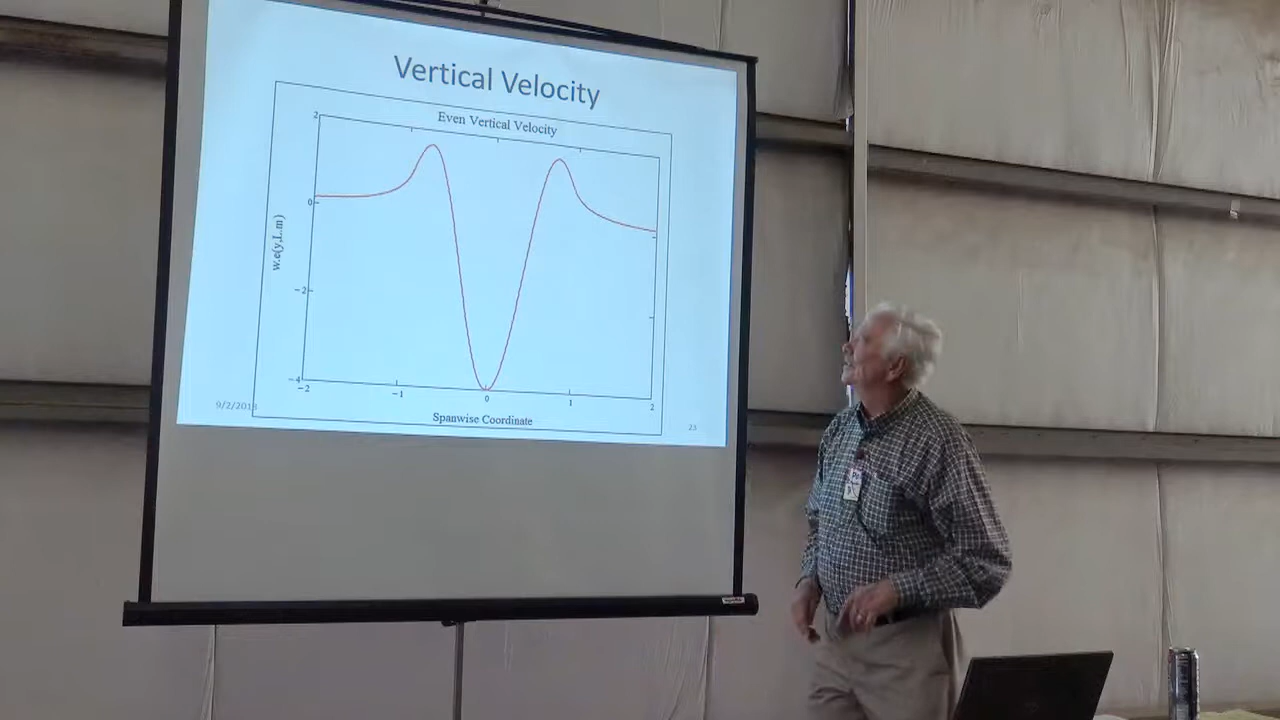 Vertical Velocity
Even Vertical Velocity
2
0
−2
−4
w.e(y,L.m)
−2
−1
0
1
2
Spanwise Coordinate
9/2/2018
23